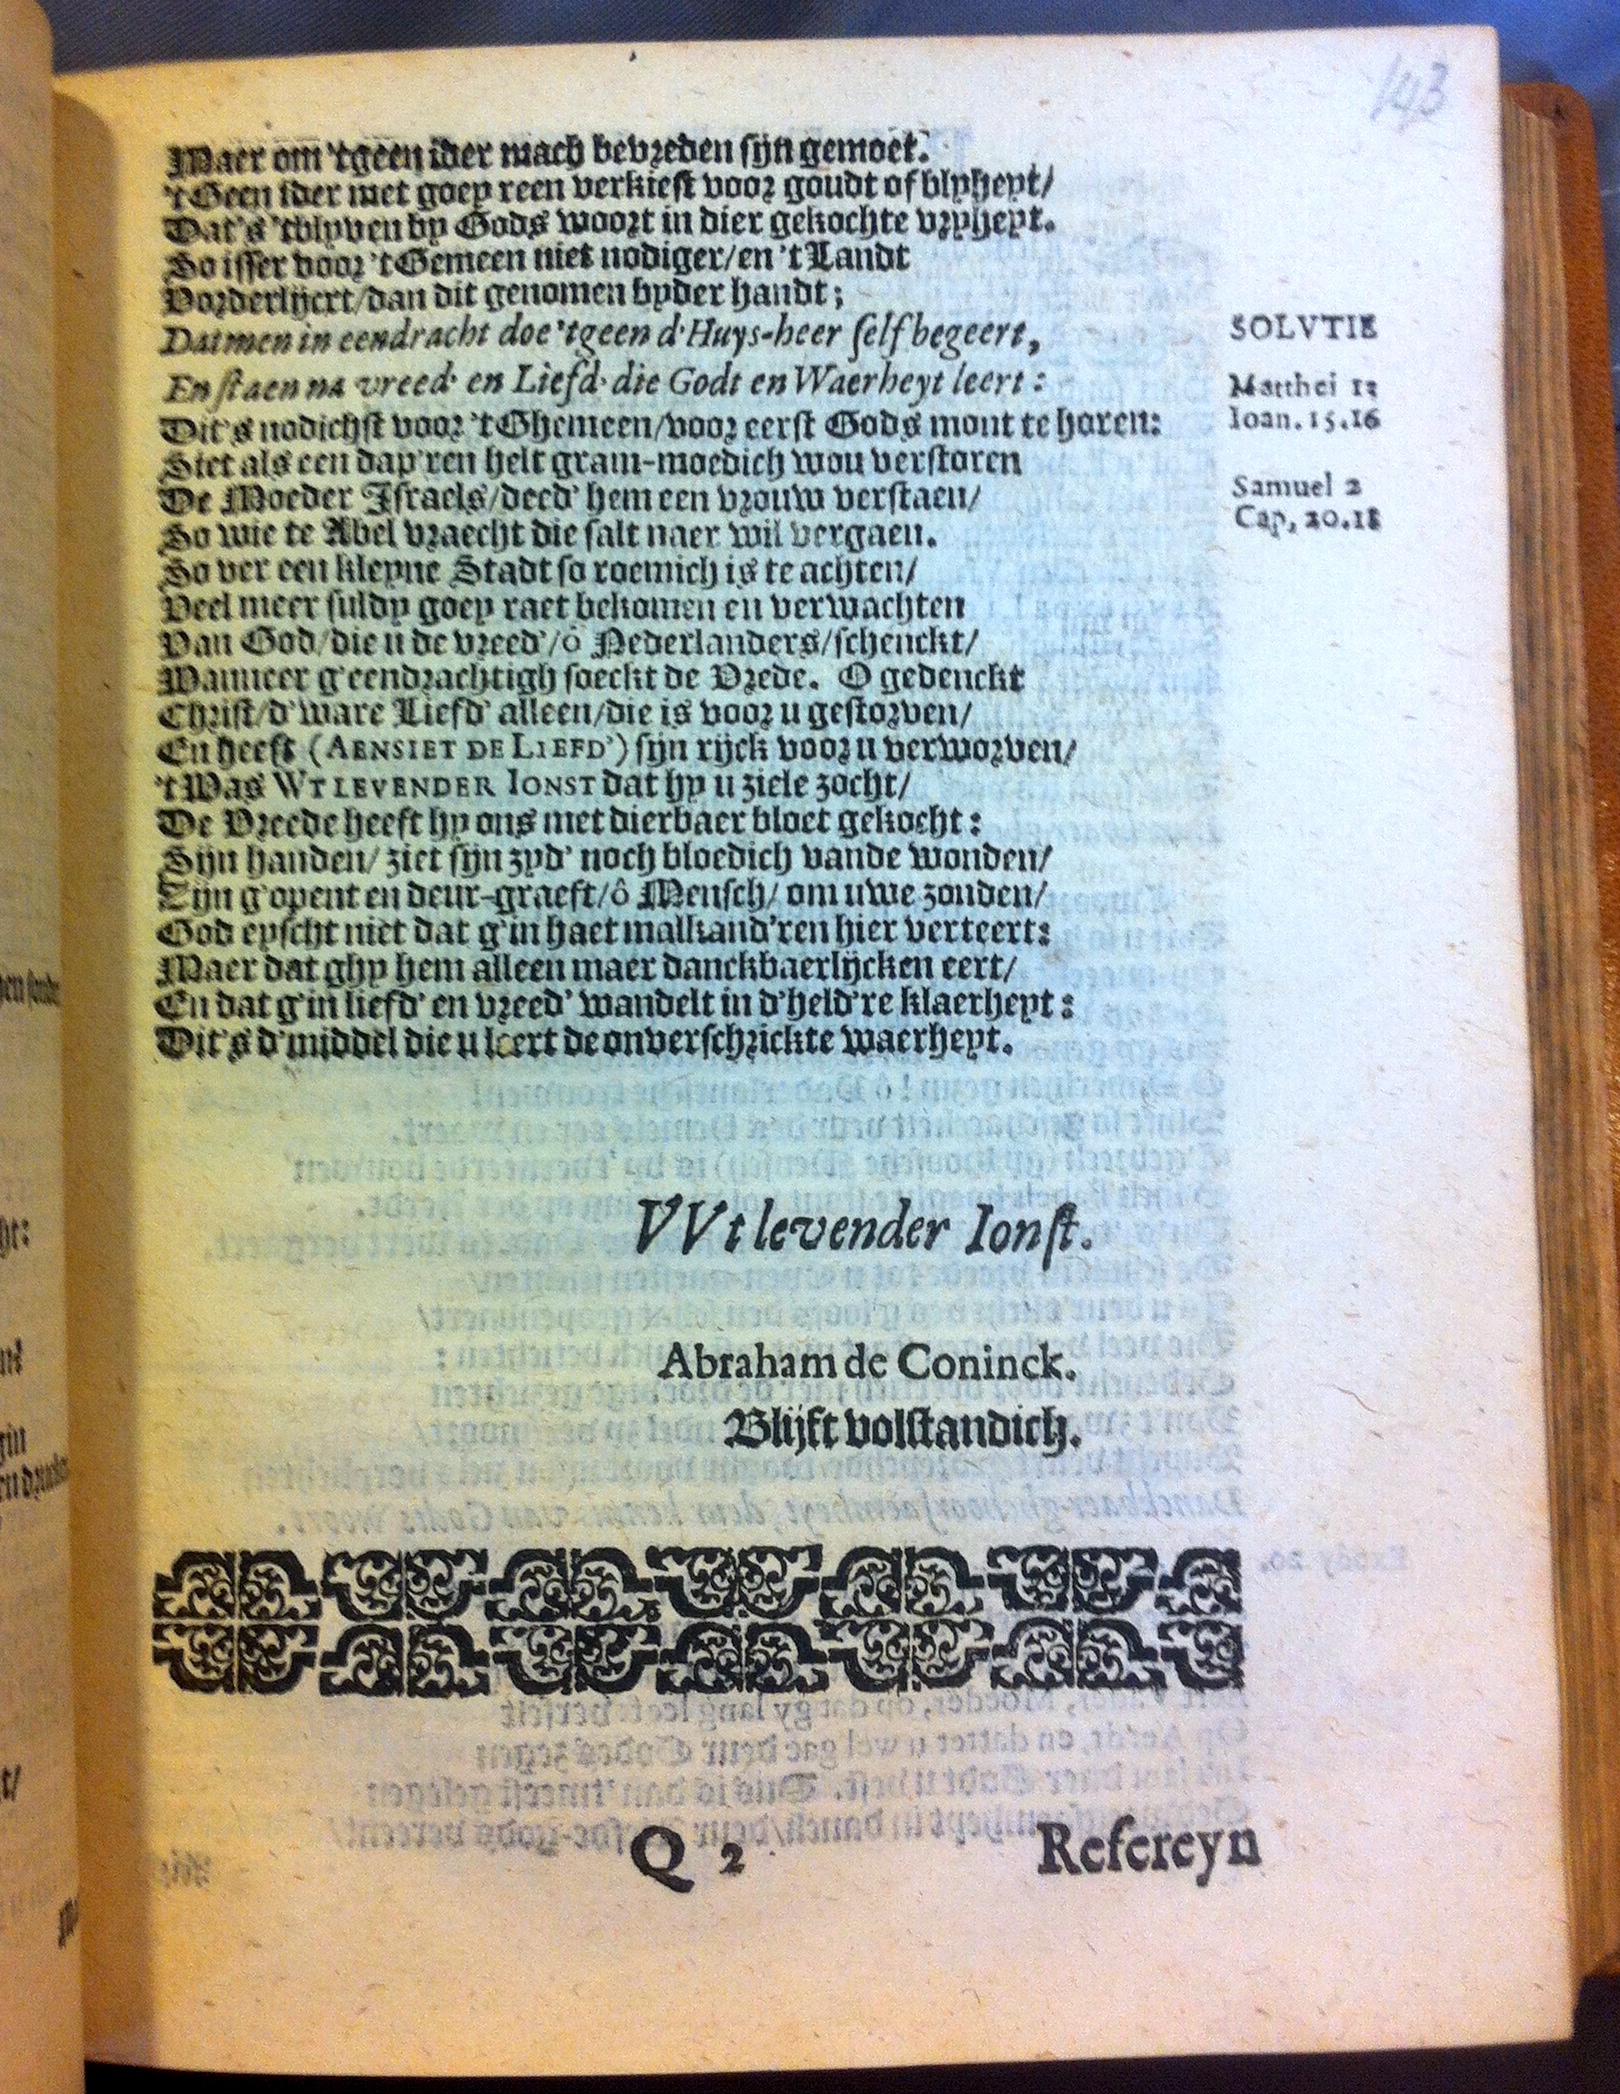 143
Maer om 'tgeen ider mach bevreden sijn gemoet.
't Geen ider met goey reen verkiest voor goudt of blyheyt/
Dat's 'tblyven by Gods woort in dier gekochte vryheyt.
So isser voor 't Gemeen niet nodiger/en 't Landt
Vorderlijcrt/dan dit genomen byder handt;
Datmen in eendracht doe 'tgeen d'Huys-heer self begeert,
SOLVTIE
En staen na vreed' en Liefd' die Godt en Waerheyt leert:
Matthei 13
Dit's nodichst voor 't Ghemeen/voor eerst Gods mont te horen:
Ioan. 15.16
Siet als een dap'ren helt gram-moedich wou verstoren
De Moeder Israels/deed' hem een vrouw verstaen/
Samuel 2
So wie te Abel vraecht die salt naer wil vergaen.
Cap, 20.18
So ver een kleyne Stadt so roemich is te achten/
Veel meer suldy goey raet bekomen en verwachten
Van God/die u de vreed'/ô Nederlanders/schenckt/
Wanneer g'eendrachtigh soeckt de Vrede. O gedenckt
Christ/d'ware Liefd' alleen/die is voor u gestorven/
En heeft (AENSIET DE LIEFD') sijn rijck voor u verworven/
't Was WT LEVENDER IONST dat hy u ziele zocht/
De Vreede heeft hy ons met dierbaer bloet gekocht:
Sijn handen/ ziet sijn zyd' noch bloedich vande wonden/
Zijn g'opent en deur-graeft/ô Mensch/ om uwe zonden/
God eyscht niet dat g'in haet malkand'ren hier verteert:
Maer dat ghy hem alleen maer danckbaerlijcken eert/
En dat g'in liefd' en vreed' wandelt in d'held're klaerheyt:
Dit's d'middel die u leert de onverschrickte waerheyt.
VVt levender Ionst.
Abraham de Coninck.
Blijft volstandich.
Q 2
Refereyn